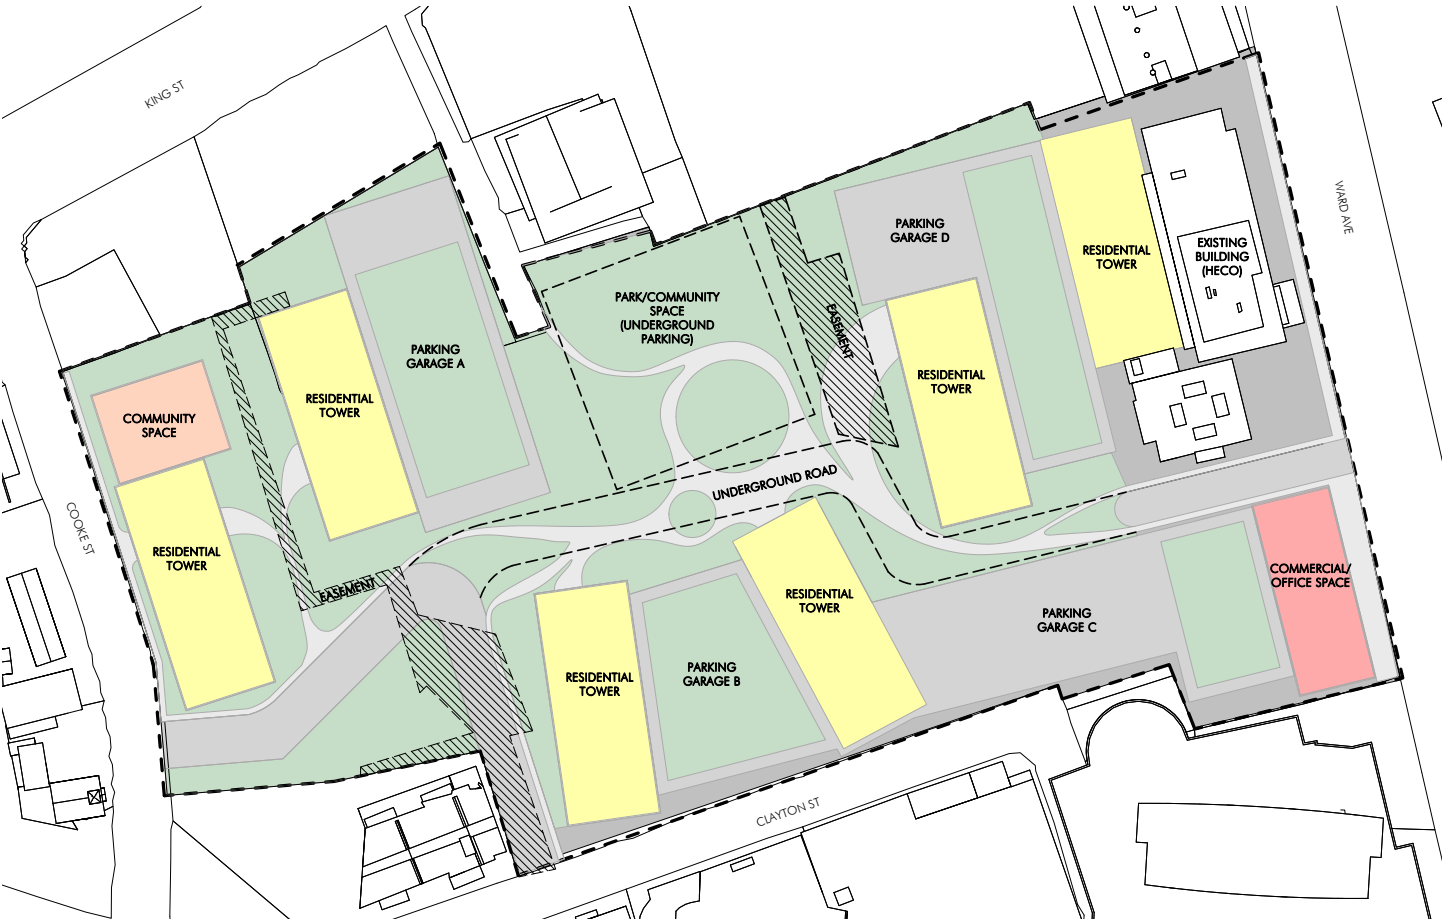 KING ST
WARD AVE
PARKING
GARAGE D
RESIDENTIAL
TOWER
EXISTING
BUILDING
(HECO)
PARK/COMMUNITY
SPACE
(UNDERGROUND
PARKING)
EASEMENT
PARKING
GARAGE A
RESIDENTIAL
TOWER
RESIDENTIAL
TOWER
COMMUNITY
SPACE
UNDERGROUND ROAD
COOKE ST
RESIDENTIAL
TOWER
EASEMENT
COMMERCIAL/
OFFICE SPACE
RESIDENTIAL
TOWER
PARKING
GARAGE C
PARKING
GARAGE B
RESIDENTIAL
TOWER
CLAYTON ST